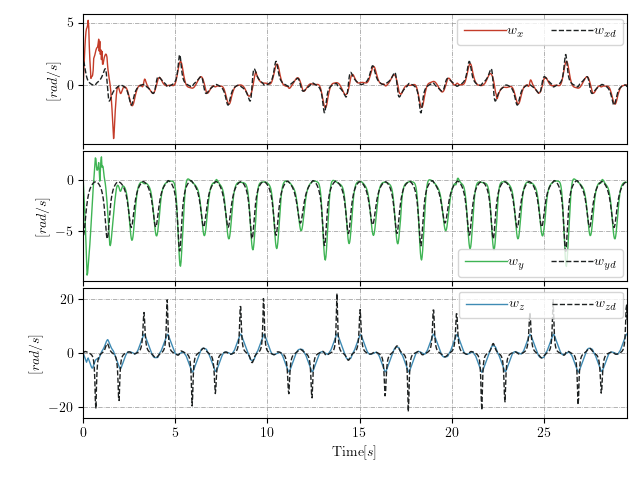 5
0
[rad/s]
w_x w_xd
0
−5
[rad/s]
w_y w_yd
20
0
−20
[rad/s]
w_z w_zd
0 5 10 15 20 25
Time[s]